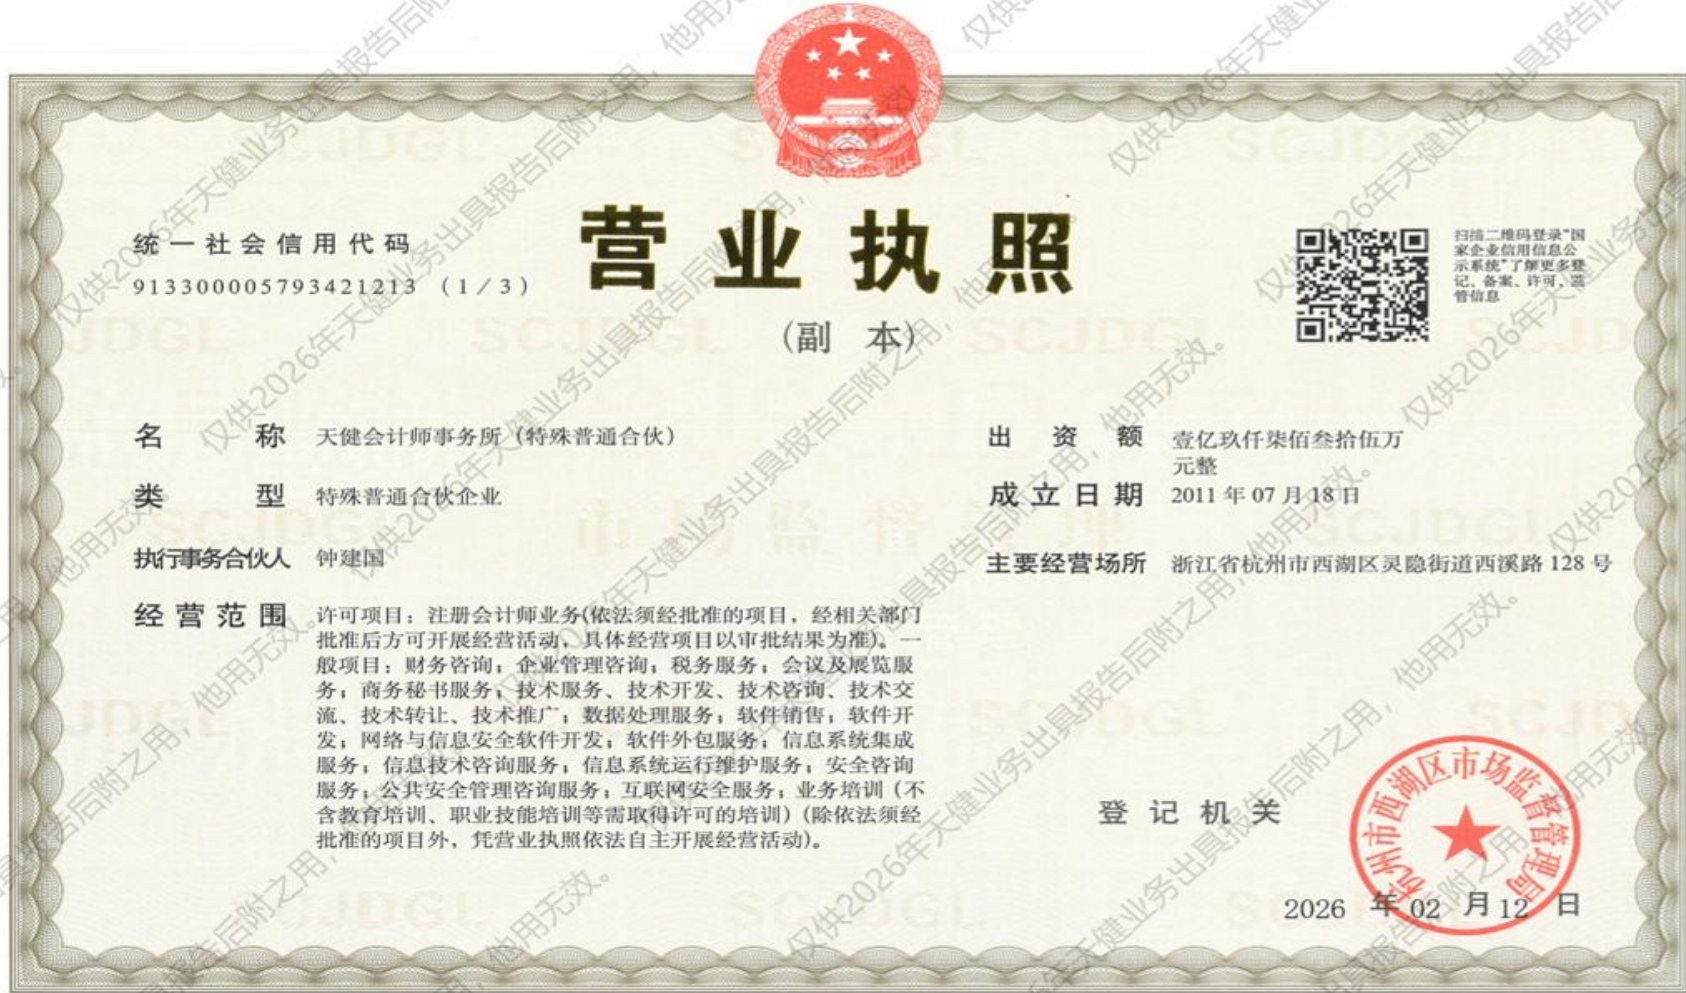 营业执照
（副 本）
统一社会信用代码
913300005793421213 （1/3）
扫描二维码登录“国
家企业信用信息公
示系统”了解更多登
记、备案、许可、监
管信息
名 称 天健会计师事务所（特殊普通合伙）
类 型 特殊普通合伙企业
执行事务合伙人 钟建国
经营范围 许可项目：注册会计师业务(依法须经批准的项目，经相关部门
批准后方可开展经营活动，具体经营项目以审批结果为准)。一
般项目：财务咨询；企业管理咨询；税务服务；会议及展览服
务；商务秘书服务；技术服务、技术开发、技术咨询、技术交
流、技术转让、技术推广；数据处理服务；软件销售；软件开
发；网络与信息安全软件开发；软件外包服务；信息系统集成
服务；信息技术咨询服务；信息系统运行维护服务；安全咨询
服务；公共安全管理咨询服务；互联网安全服务；业务培训（不
含教育培训、职业技能培训等需取得许可的培训）(除依法须经
批准的项目外，凭营业执照依法自主开展经营活动)。
出 资 额 壹亿玖仟柒佰叁拾伍万
元整
成立日期 2011 年 07 月 18 日
主要经营场所 浙江省杭州市西湖区灵隐街道西溪路 128 号
登记机关
杭州市西湖区市场监督管理局
2026 年 02 月 12 日
仅供2026年天健业务出具报告后附之用，他用无效。
SCJDGL
市场监督管理